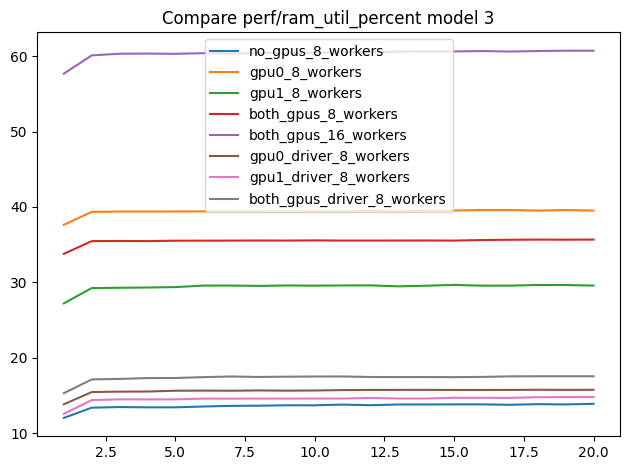 Compare perf/ram_util_percent model 3
60
50
40
30
20
10
no_gpus_8_workers
gpu0_8_workers
gpu1_8_workers
both_gpus_8_workers
both_gpus_16_workers
gpu0_driver_8_workers
gpu1_driver_8_workers
both_gpus_driver_8_workers
2.5 5.0 7.5 10.0 12.5 15.0 17.5 20.0